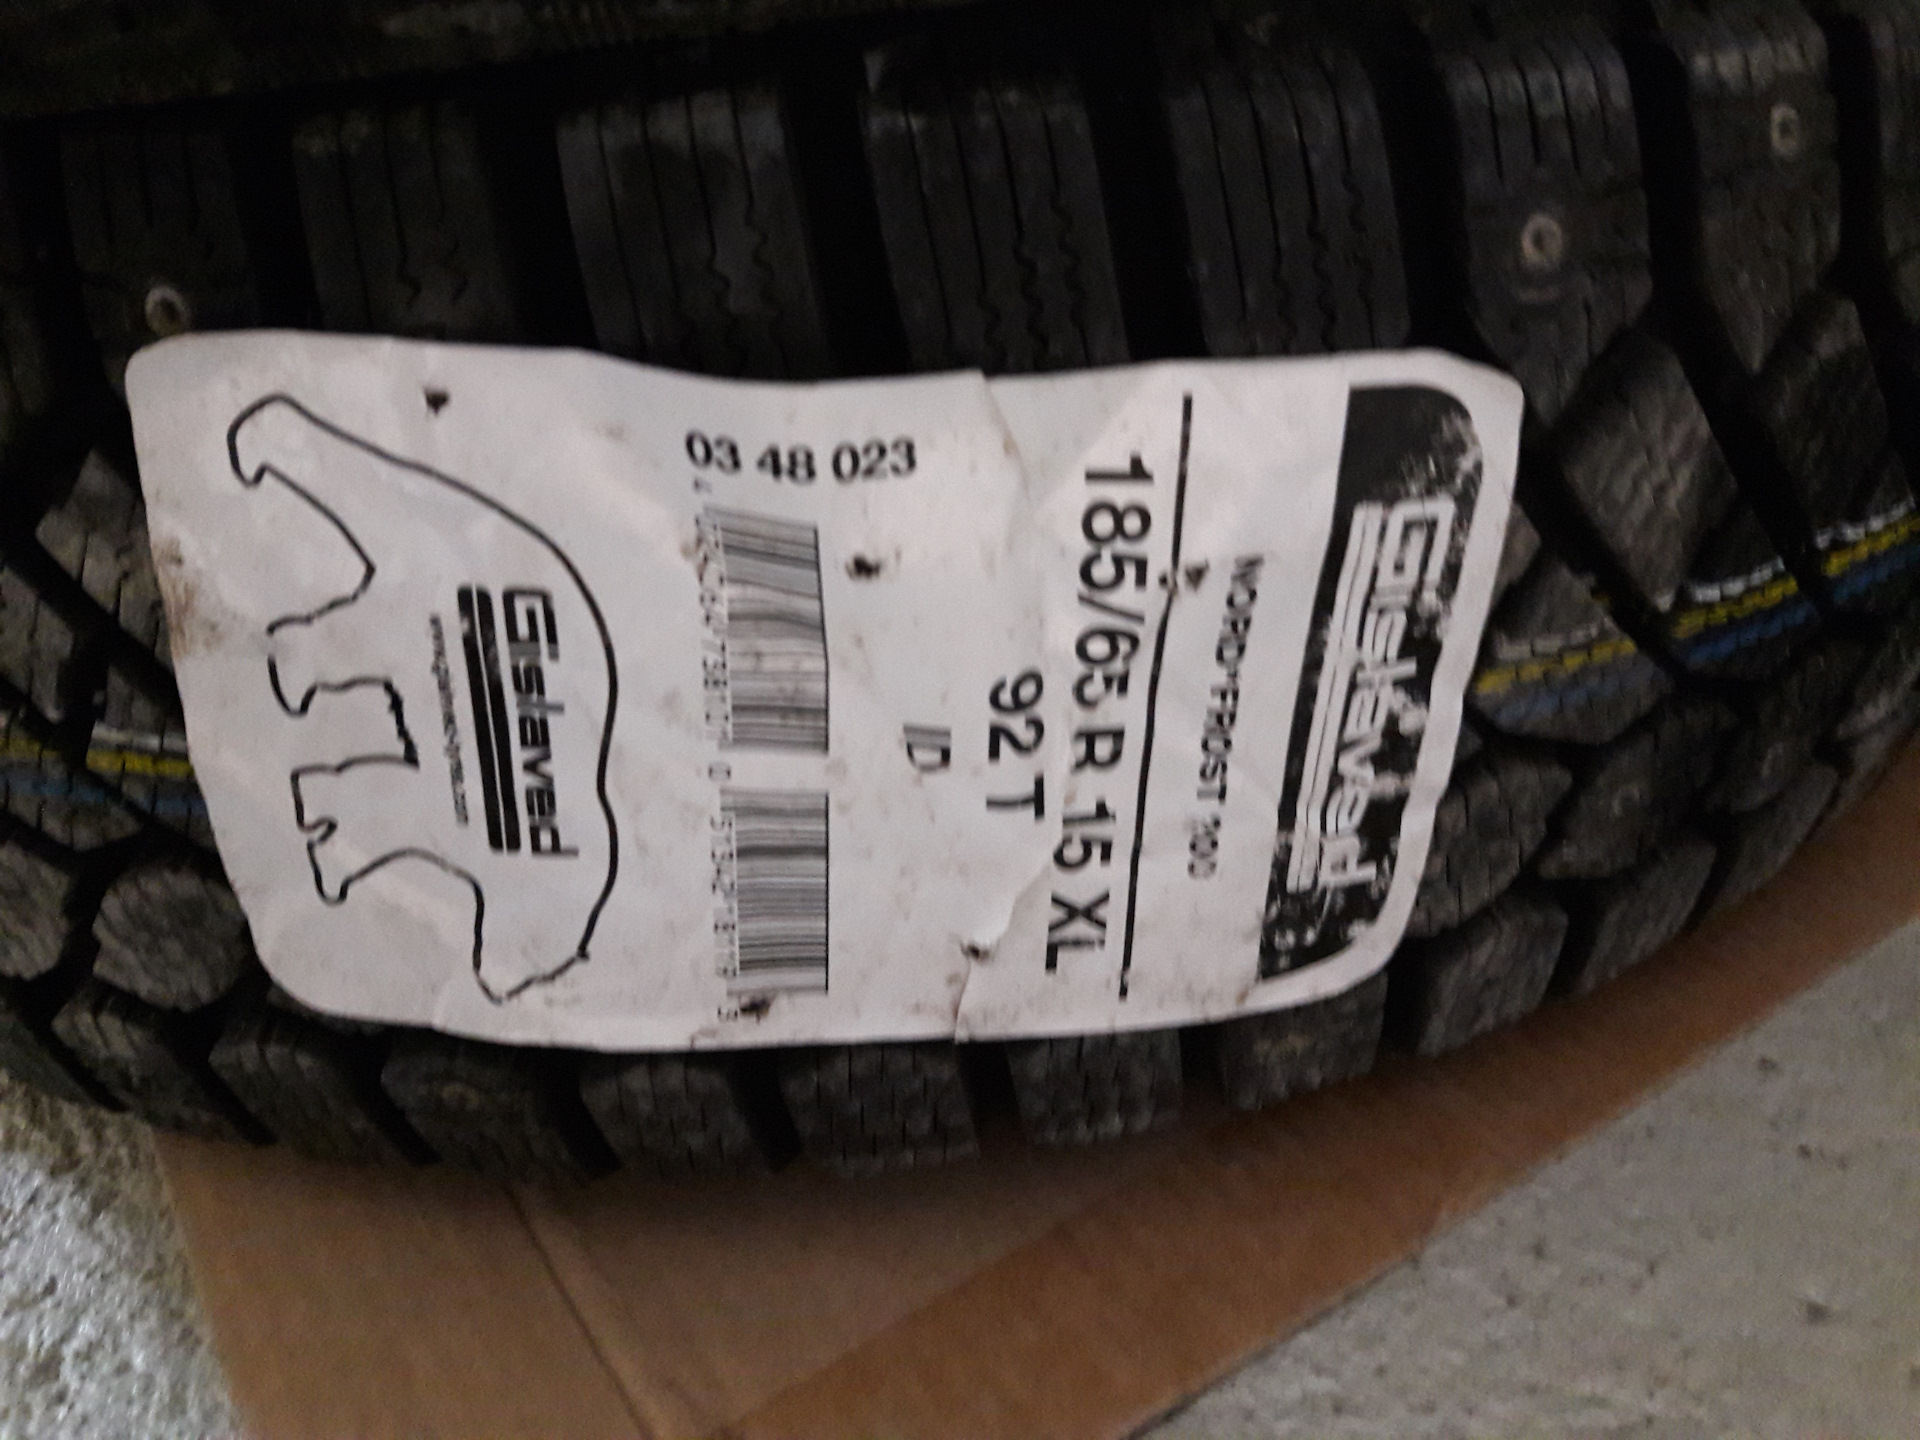 Gislaved
NORD*FROST 200
185/65 R 15 XL
92 T
ID
03 48 023
Gislaved